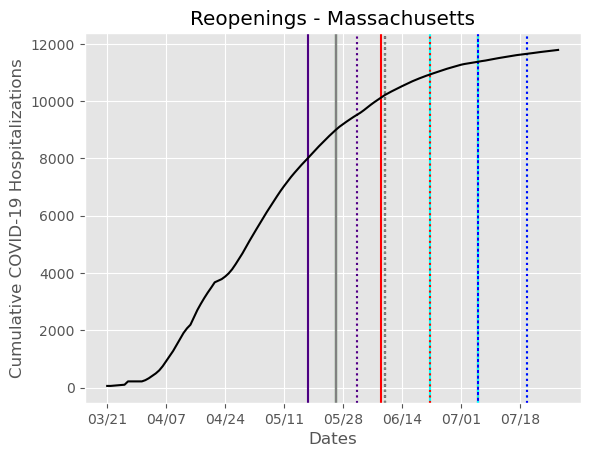 Reopenings - Massachusetts
Cumulative COVID-19 Hospitalizations
12000
10000
8000
6000
4000
2000
0
03/21 04/07 04/24 05/11 05/28 06/14 07/01 07/18
Dates